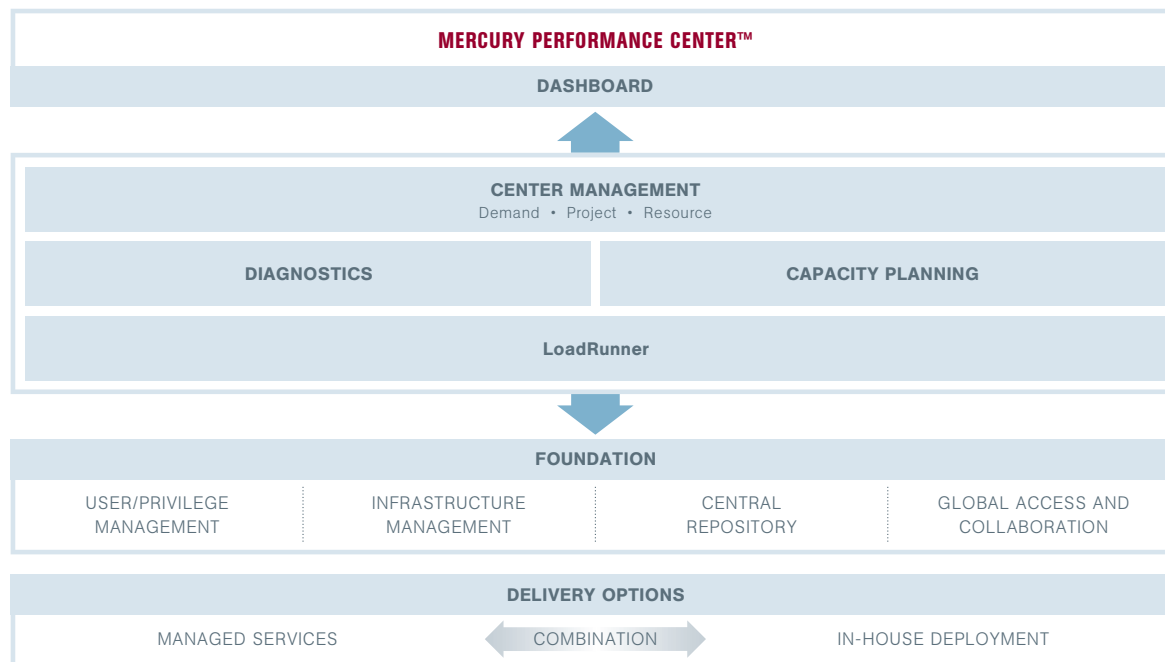 MERCURY PERFORMANCE CENTER™
DASHBOARD
CENTER MANAGEMENT
Demand • Project • Resource
DIAGNOSTICS
CAPACITY PLANNING
LoadRunner
FOUNDATION
USER/PRIVILEGE
MANAGEMENT
INFRASTRUCTURE
MANAGEMENT
CENTRAL
REPOSITORY
GLOBAL ACCESS AND
COLLABORATION
DELIVERY OPTIONS
MANAGED SERVICES
COMBINATION
IN-HOUSE DEPLOYMENT